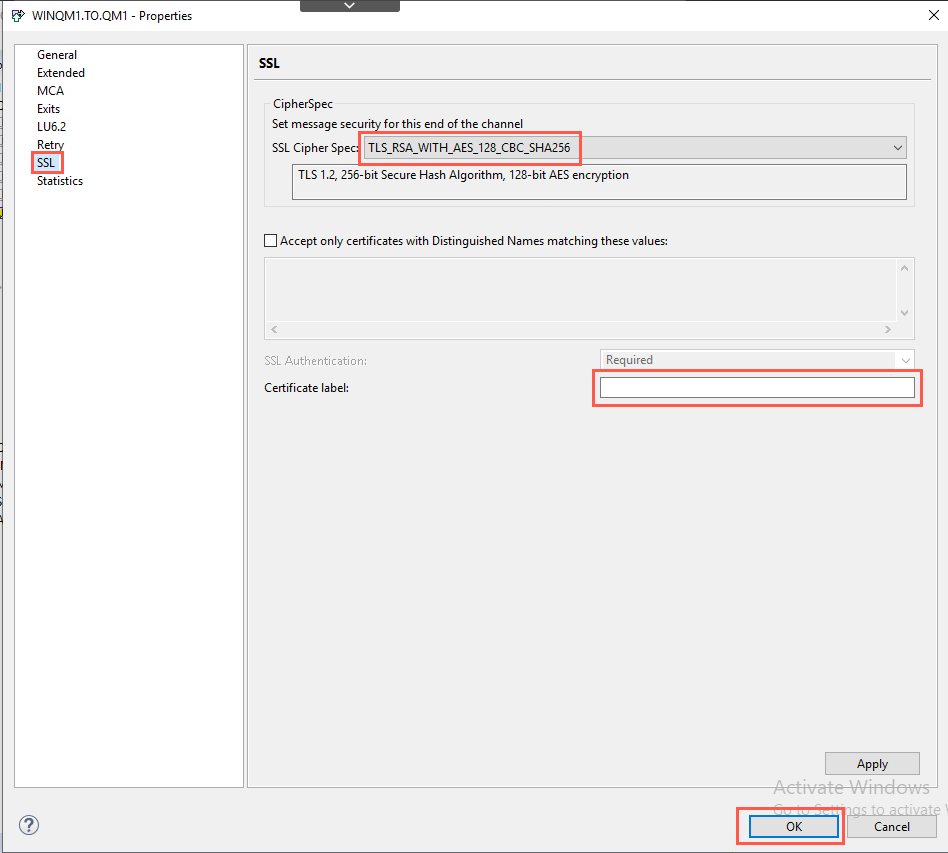 WINQM1.TO.QM1 - Properties
General
Extended
MCA
Exits
LU6.2
Retry
SSL
Statistics
SSL
CipherSpec
Set message security for this end of the channel
SSL Cipher Spec: TLS_RSA_WITH_AES_128_CBC_SHA256
TLS 1.2, 256-bit Secure Hash Algorithm, 128-bit AES encryption
Accept only certificates with Distinguished Names matching these values:
SSL Authentication: Required
Certificate label:
Apply
Activate Windows
Go to Settings to activate
OK Cancel